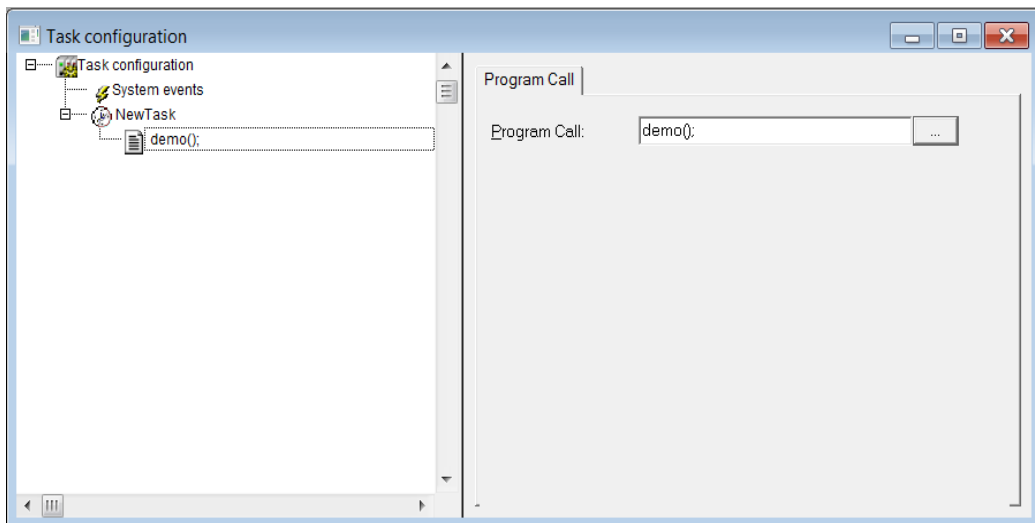 Task configuration
Task configuration
System events
NewTask
demo();
Program Call
Program Call:
demo();
...